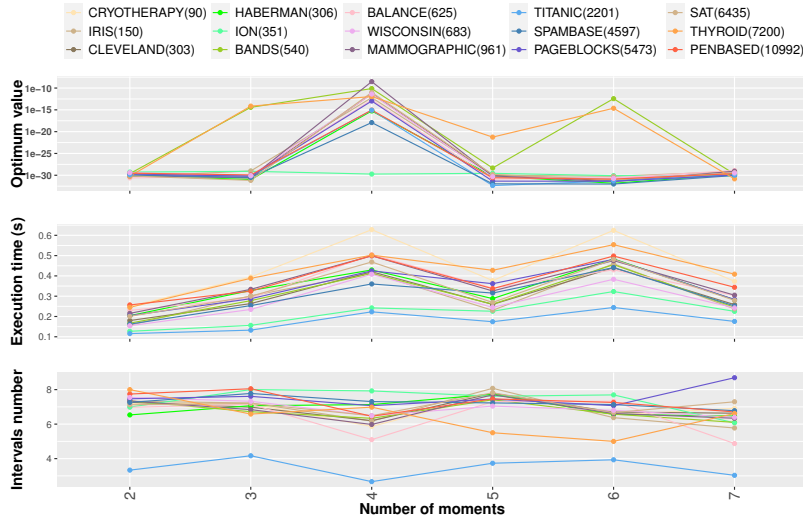 CRYOTHERAPY(90) HABERMAN(306) BALANCE(625) TITANIC(2201) SAT(6435)
IRIS(150) ION(351) WISCONSIN(683) SPAMBASE(4597) THYROID(7200)
CLEVELAND(303) BANDS(540) MAMMOGRAPHIC(961) PAGEBLOCKS(5473) PENBASED(10992)
Optimum value
1e−10
1e−15
1e−20
1e−25
1e−30
Execution time (s)
0.6
0.5
0.4
0.3
0.2
0.1
Intervals number
8
6
4
2 3 4 5 6 7
Number of moments